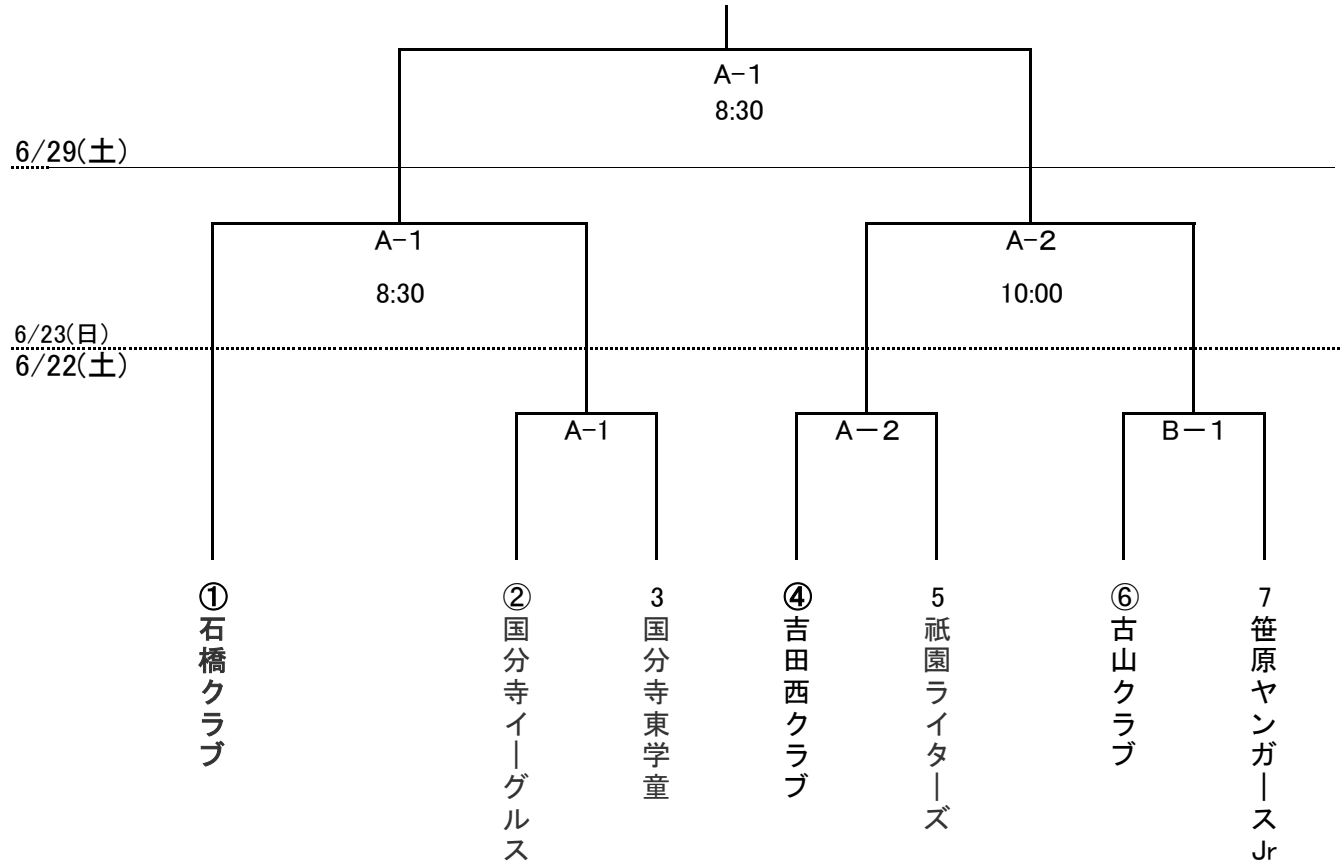 A-1
8:30
6/29(土)
A-1
A-2
8:30
10:00
6/23(日)
6/22(土)
A-1
A－2
B－1
①
石橋クラブ
②
国分寺イーグルス
3
国分寺東学童
④
吉田西クラブ
5
祇園ライターズ
⑥
古山クラブ
7
笹原ヤンガースJr